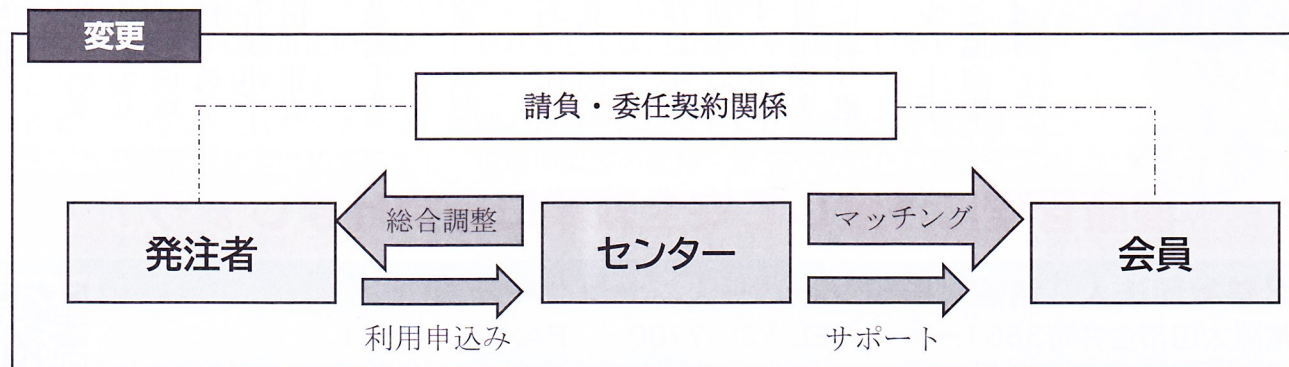 変更
請負・委任契約関係
総合調整
マッチング
発注者
センター
会員
利用申込み
サポート